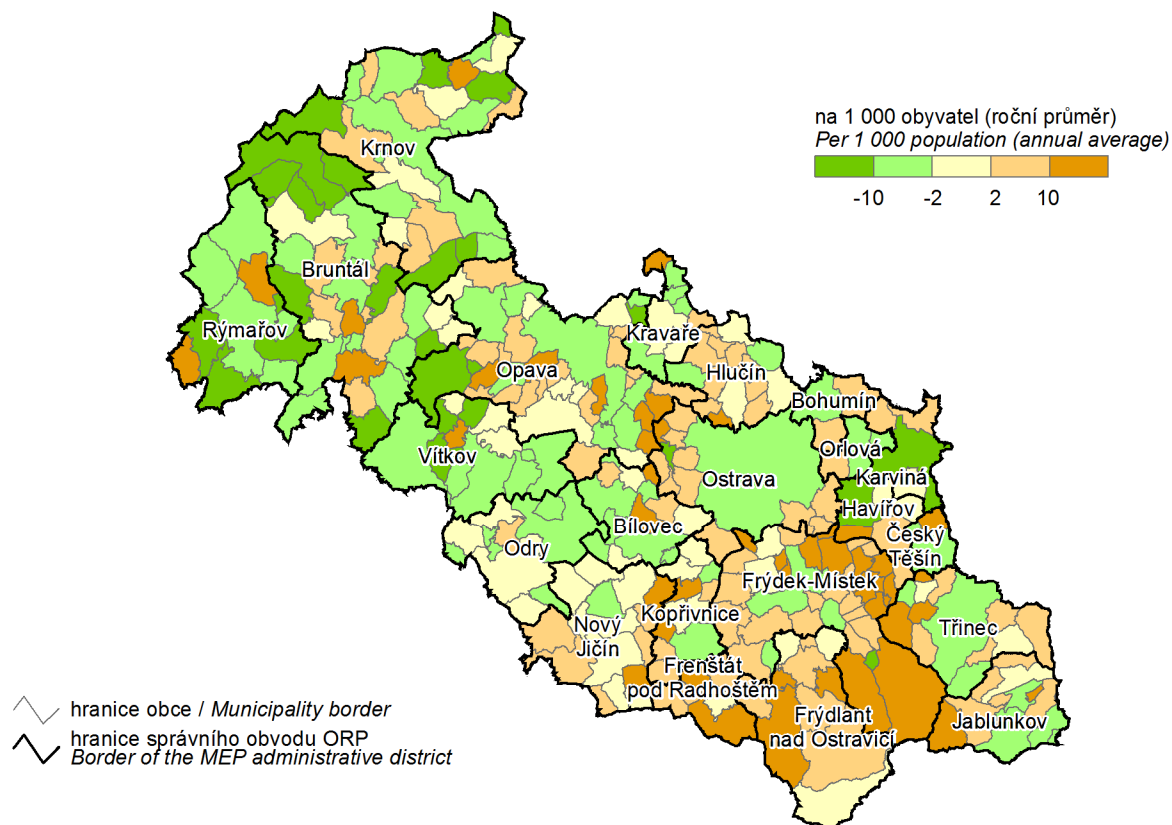 na 1 000 obyvatel (roční průměr)
Per 1 000 population (annual average)
-10 -2 2 10
Krnov
Bruntál
Rýmařov
Kravaře
Opava
Hlučín
Bohumín
Vítkov
Ostrava
Orlová
Karviná
Havířov
Bílovec
Český
Těšín
Odry
Frýdek-Místek
Kopřivnice
Nový
Jičín
Třinec
Frenštát
pod Radhoštěm
Frýdlant
nad Ostravicí
Jablunkov
hranice obce / Municipality border
hranice správního obvodu ORP
Border of the MEP administrative district